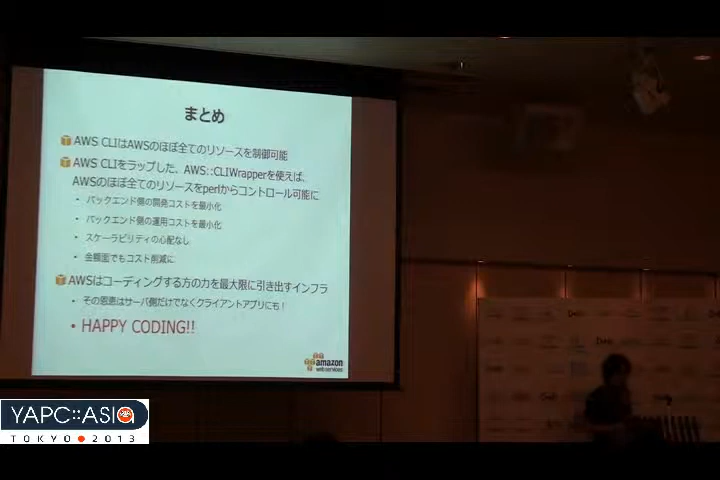 まとめ
AWS CLIはAWSのほぼ全てのリソースを制御可能
AWS CLIをラップした、AWS::CLIWrapperを使えば、
AWSのほぼ全てのリソースをperlからコントロール可能に
・ バックエンド側の開発コストを最小化
・ バックエンド側の運用コストを最小化
・ スケーラビリティの心配なし
・ 金額面でもコスト削減に
AWSはコーディングする方の力を最大限に引き出すインフラ
・ その恩恵はサーバ側だけでなくクライアントアプリにも！
・ HAPPY CODING!!
amazon
web services
YAPC::ASIA
TOKYO 2013